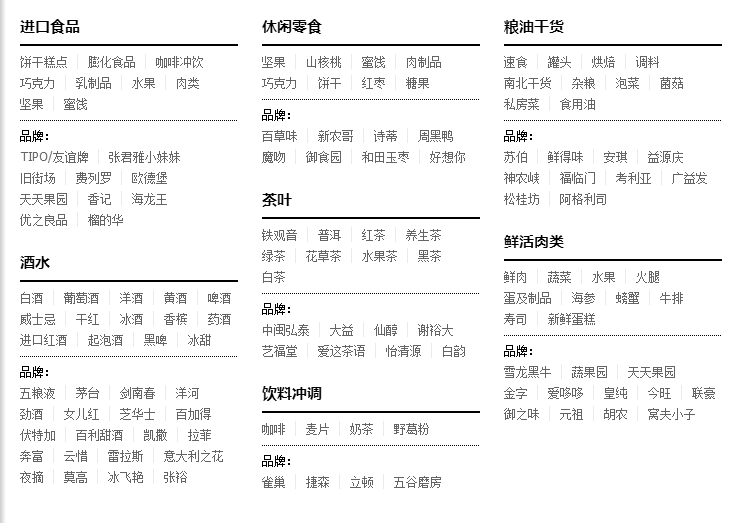 进口食品
饼干糕点 膨化食品 咖啡冲饮
巧克力 乳制品 水果 肉类
坚果 蜜饯
品牌：
TIPO/友谊牌 张君雅小妹妹
旧街场 费列罗 欧德堡
天天果园 香记 海龙王
优之良品 榴的华
酒水
白酒 葡萄酒 洋酒 黄酒 啤酒
威士忌 干红 冰酒 香槟 药酒
进口红酒 起泡酒 黑啤 冰甜
品牌：
五粮液 茅台 剑南春 洋河
劲酒 女儿红 芝华士 百加得
伏特加 百利甜酒 凯撒 拉菲
奔富 云惜 雷拉斯 意大利之花
夜摘 莫高 冰飞艳 张裕
休闲零食
坚果 山核桃 蜜饯 肉制品
巧克力 饼干 红枣 糖果
品牌：
百草味 新农哥 诗蒂 周黑鸭
魔吻 御食园 和田玉枣 好想你
茶叶
铁观音 普洱 红茶 养生茶
绿茶 花草茶 水果茶 黑茶
白茶
品牌：
中闽弘泰 大益 仙醇 谢裕大
艺福堂 爱这茶语 怡清源 白韵
饮料冲调
咖啡 麦片 奶茶 野葛粉
品牌：
雀巢 捷森 立顿 五谷磨房
粮油干货
速食 罐头 烘焙 调料
南北干货 杂粮 泡菜 菌菇
私房菜 食用油
品牌：
苏伯 鲜得味 安琪 益源庆
神农峡 福临门 考利亚 广益发
松桂坊 阿格利司
鲜活肉类
鲜肉 蔬菜 水果 火腿
蛋及制品 海参 螃蟹 牛排
寿司 新鲜蛋糕
品牌：
雪龙黑牛 蔬果园 天天果园
金字 爱哆哆 皇纯 今旺 联豪
御之味 元祖 胡农 窝夫小子